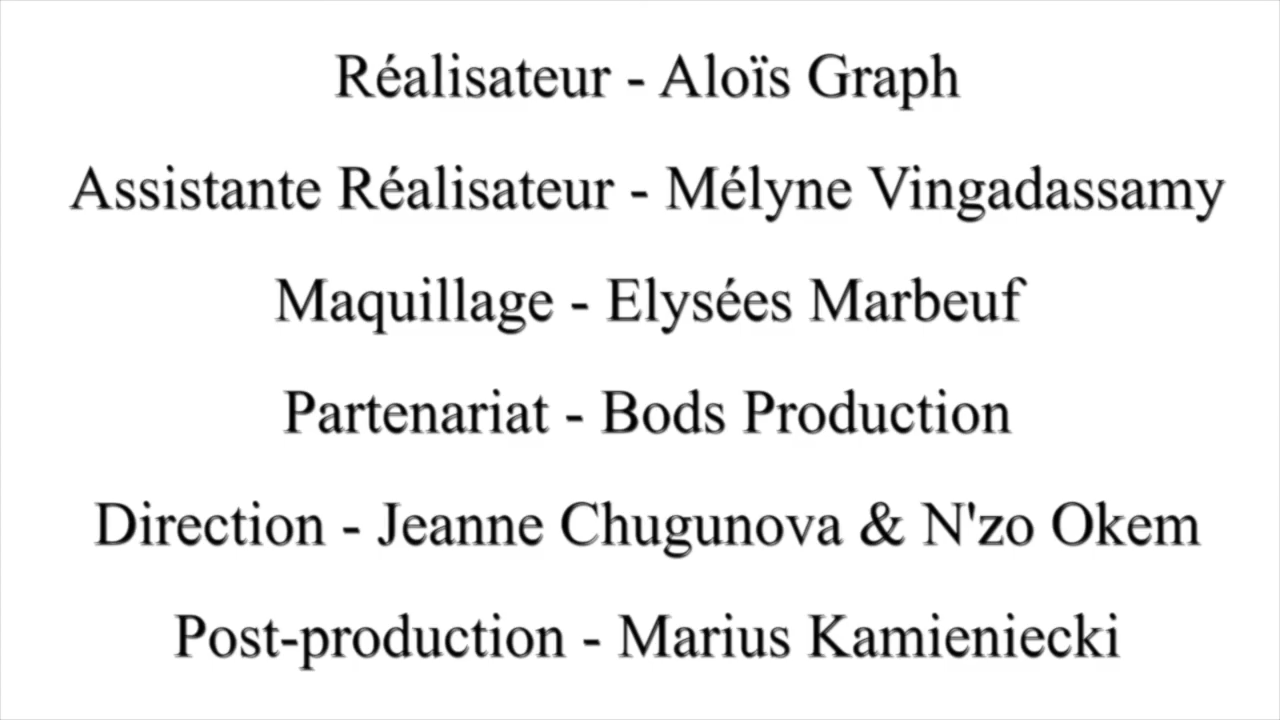 Réalisateur - Aloïs Graph
Assistante Réalisateur - Mélyne Vingadassamy
Maquillage - Elysées Marbeuf
Partenariat - Bods Production
Direction - Jeanne Chugunova & N'zo Okem
Post-production - Marius Kamieniecki